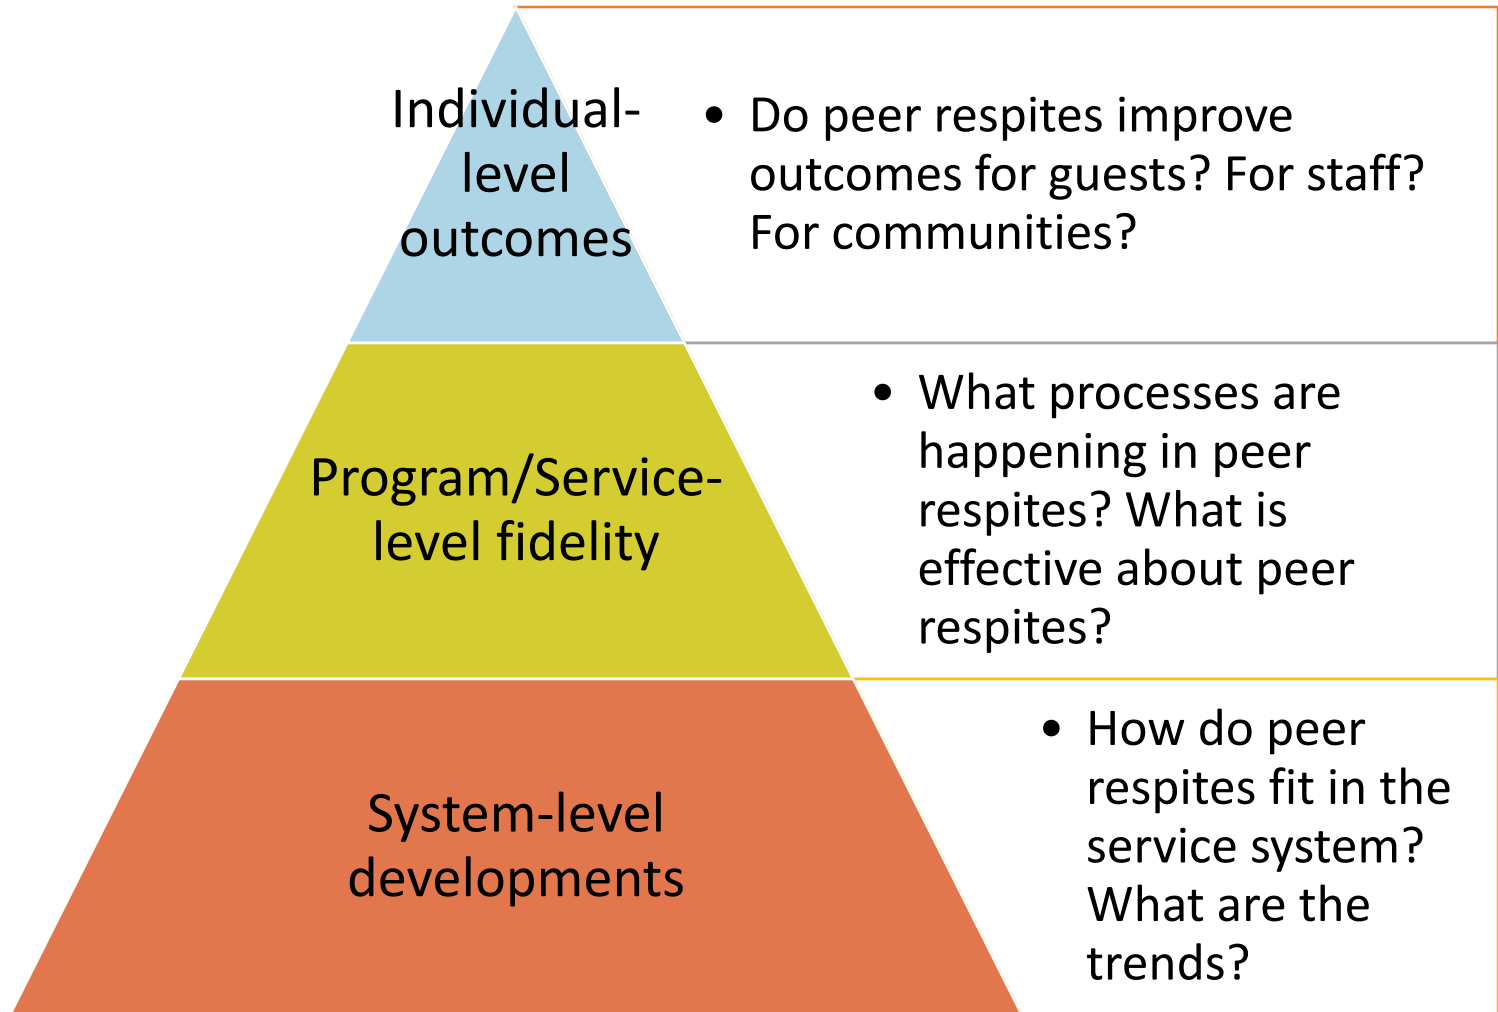 Individual-
level
outcomes
• Do peer respites improve
outcomes for guests? For staff?
For communities?
Program/Service-
level fidelity
• What processes are
happening in peer
respites? What is
effective about peer
respites?
System-level
developments
• How do peer
respites fit in the
service system?
What are the
trends?